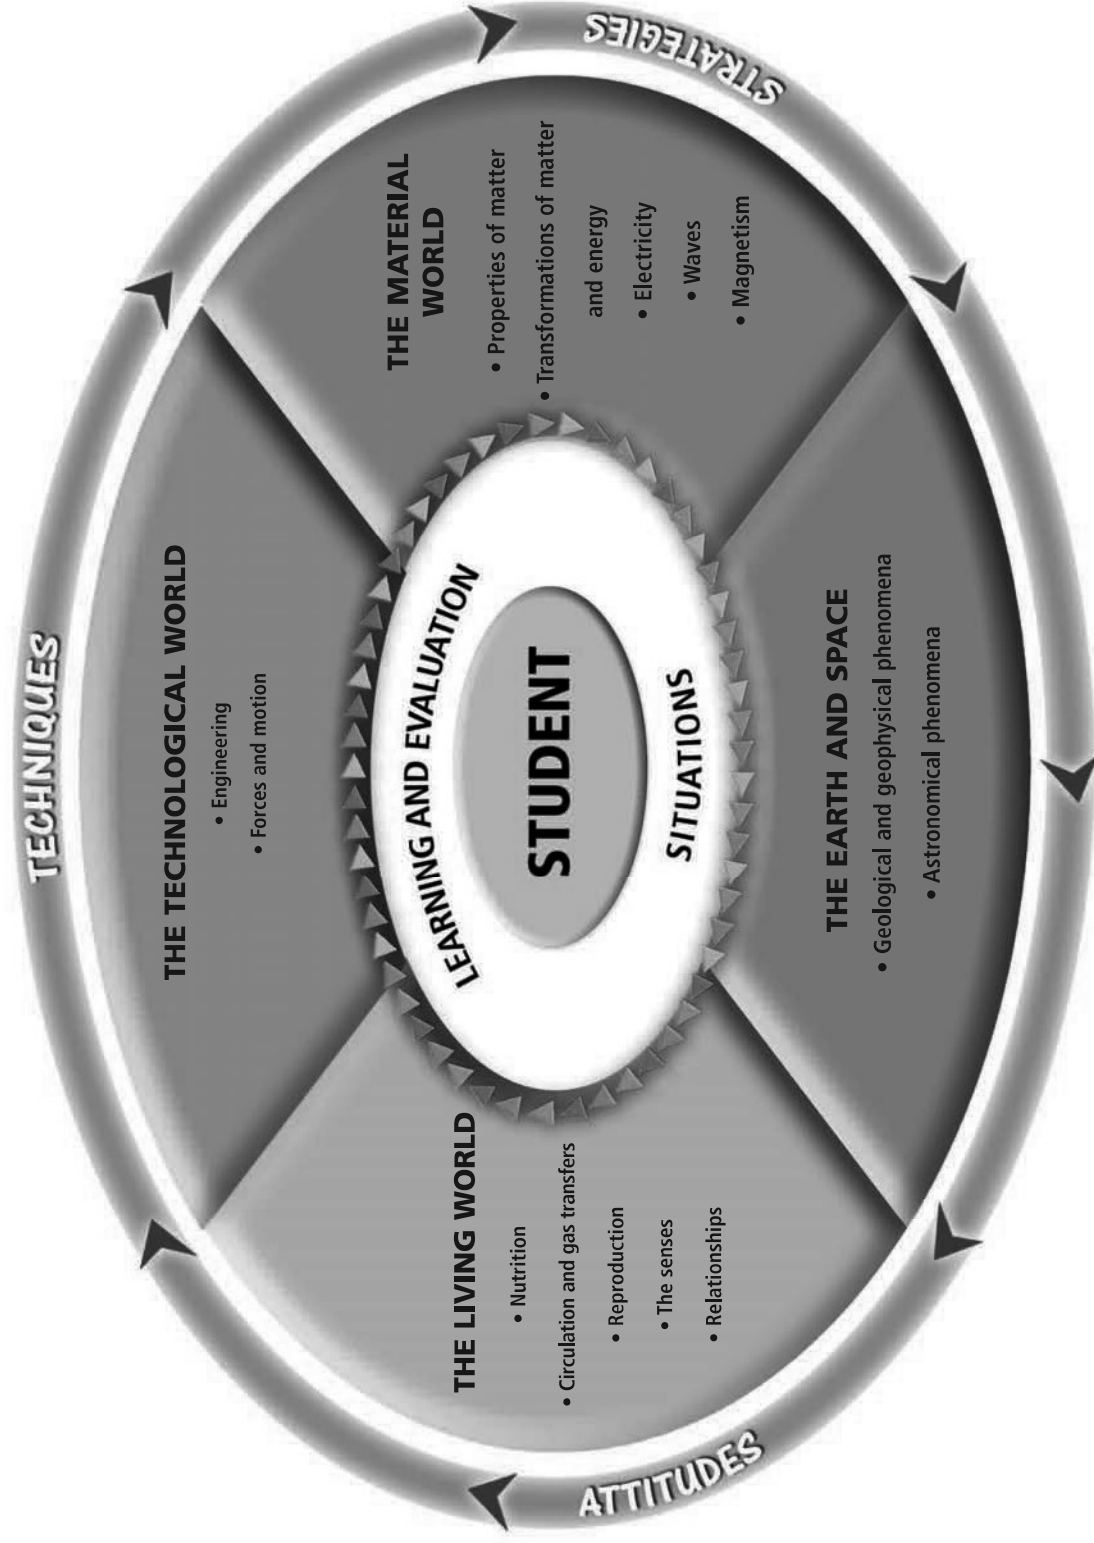 TECHNIQUES
THE TECHNOLOGICAL WORLD
• Engineering
• Forces and motion
THE LIVING WORLD
• Nutrition
• Circulation and gas transfers
• Reproduction
• The senses
• Relationships
LEARNING AND EVALUATION
STUDENT
SITUATIONS
THE MATERIAL
WORLD
• Properties of matter
• Transformations of matter
and energy
• Electricity
• Waves
• Magnetism
THE EARTH AND SPACE
• Geological and geophysical phenomena
• Astronomical phenomena
ATTITUDES
STRATEGIES